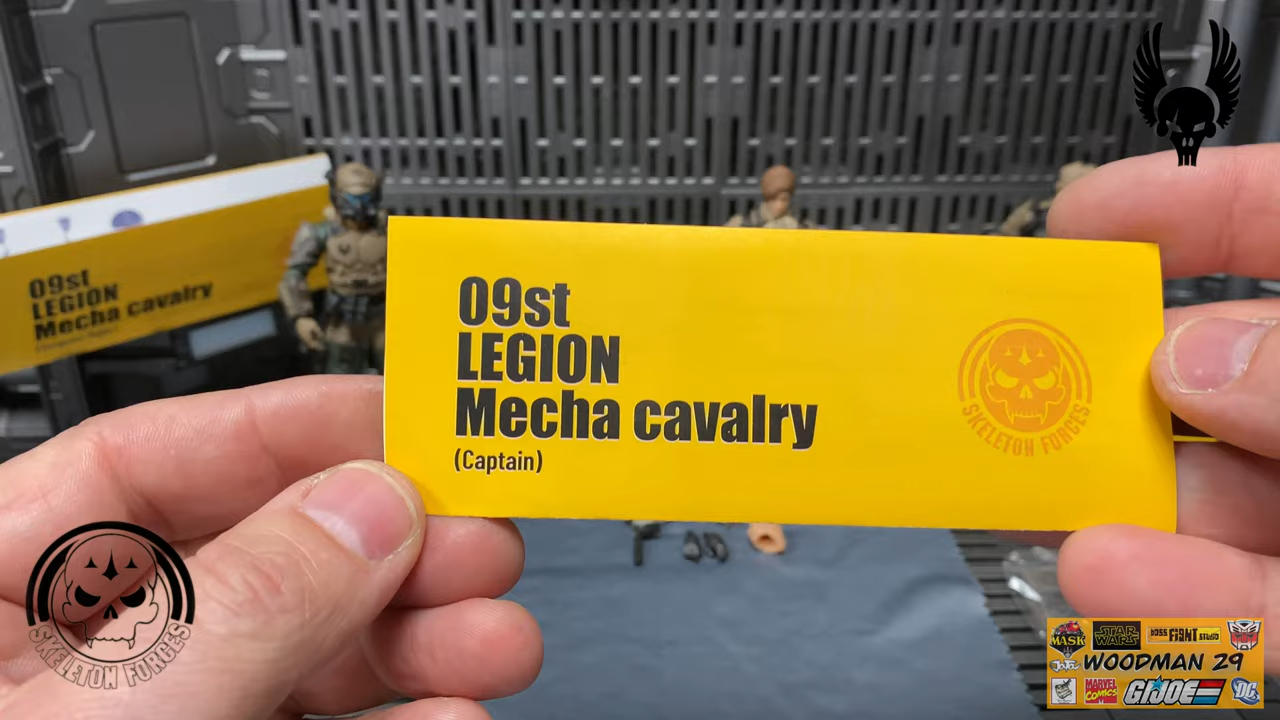 09st
LEGION
Mecha cavalry
(Captain)
SKELETON FORCES
09st
LEGION
Mecha cavalry
SKELETON FORCES
MASK
STAR
WARS
BOSS FIGHT STUDIO
JoyToy
WOODMAN 29
MARVEL
COMICS
GI JOE
DC